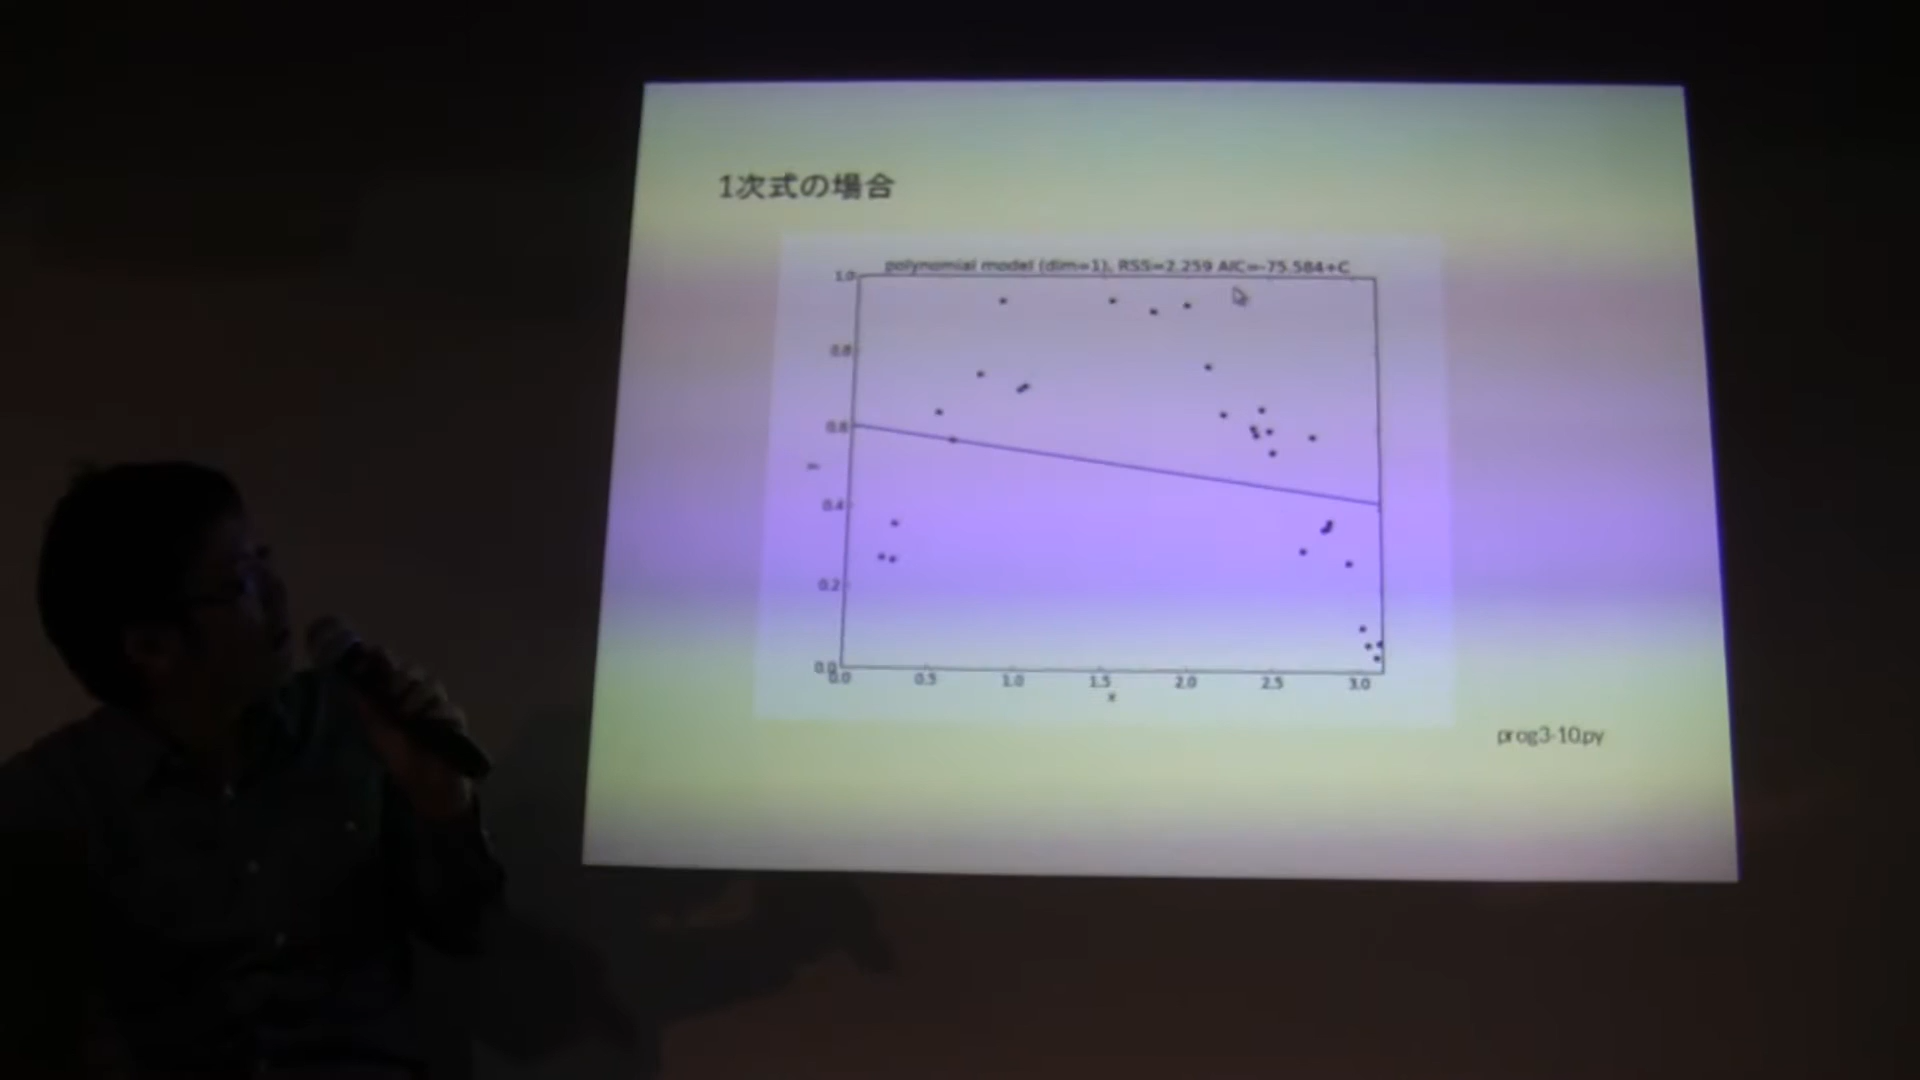 1次式の場合
polynomial model (dim=1), RSS=2.259 AIC=-75.584+C
1.0
0.8
0.6
y
0.4
0.2
0.0
0.0 0.5 1.0 1.5 2.0 2.5 3.0
x
prog3-10.py